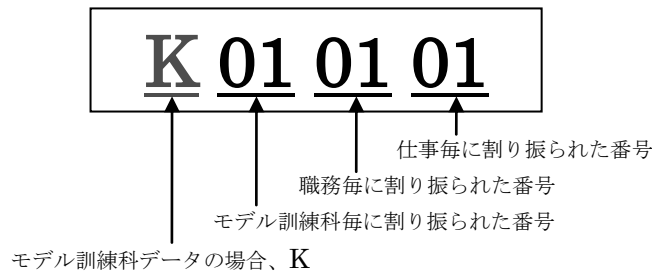 K 01 01 01
仕事毎に割り振られた番号
職務毎に割り振られた番号
モデル訓練科毎に割り振られた番号
モデル訓練科データの場合、K